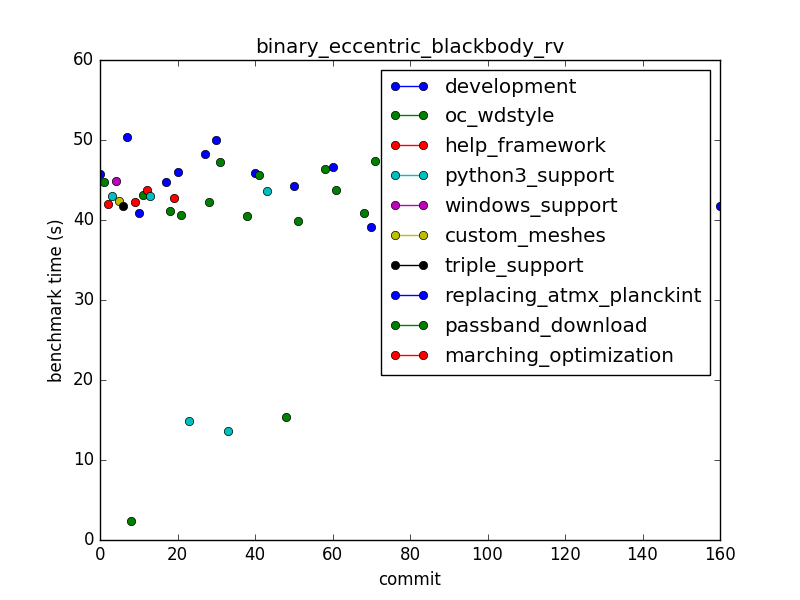 binary_eccentric_blackbody_rv
60
50
40
30
20
10
0
benchmark time (s)
development
oc_wdstyle
help_framework
python3_support
windows_support
custom_meshes
triple_support
replacing_atmx_planckint
passband_download
marching_optimization
0 20 40 60 80 100 120 140 160
commit